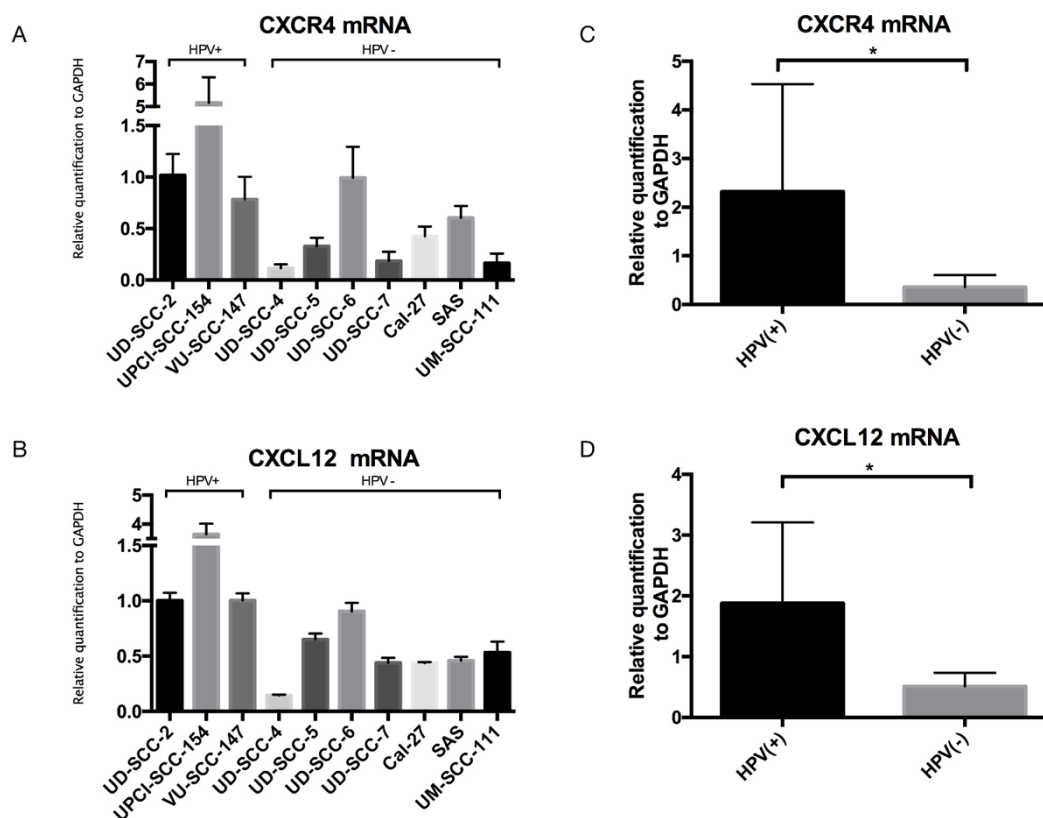 A
CXCR4 mRNA
HPV+
HPV -
Relative quantification to GAPDH
7
6
5
1.5
1.0
0.5
0.0
UD-SCC-2
UPCI-SCC-154
VU-SCC-147
UD-SCC-4
UD-SCC-5
UD-SCC-6
UD-SCC-7
Cal-27
SAS
UM-SCC-111
C
CXCR4 mRNA
*
Relative quantification
to GAPDH
5
4
3
2
1
0
HPV(+)
HPV(-)
B
CXCL12 mRNA
HPV+
HPV -
Relative quantification to GAPDH
5
4
1.5
1.0
0.5
0.0
UD-SCC-2
UPCI-SCC-154
VU-SCC-147
UD-SCC-4
UD-SCC-5
UD-SCC-6
UD-SCC-7
Cal-27
SAS
UM-SCC-111
D
CXCL12 mRNA
*
Relative quantification
to GAPDH
4
3
2
1
0
HPV(+)
HPV(-)